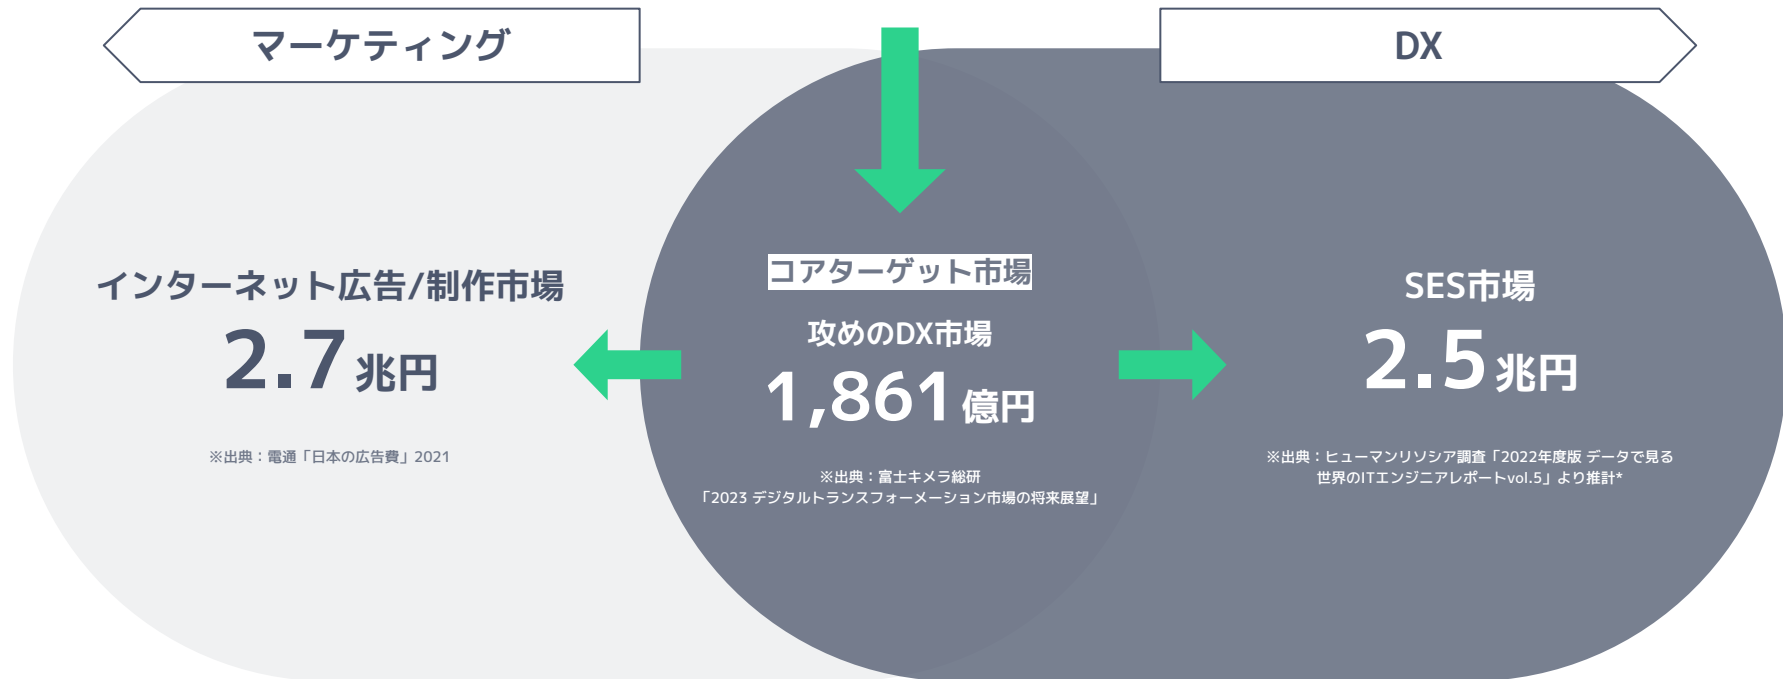 マーケティング
DX
インターネット広告/制作市場
2.7兆円
※出典：電通「日本の広告費」2021
コアターゲット市場
攻めのDX市場
1,861億円
※出典：富士キメラ総研
「2023 デジタルトランスフォーメーション市場の将来展望」
SES市場
2.5兆円
※出典：ヒューマンリソシア調査「2022年度版 データで見る
世界のITエンジニアレポートvol.5」より推計*